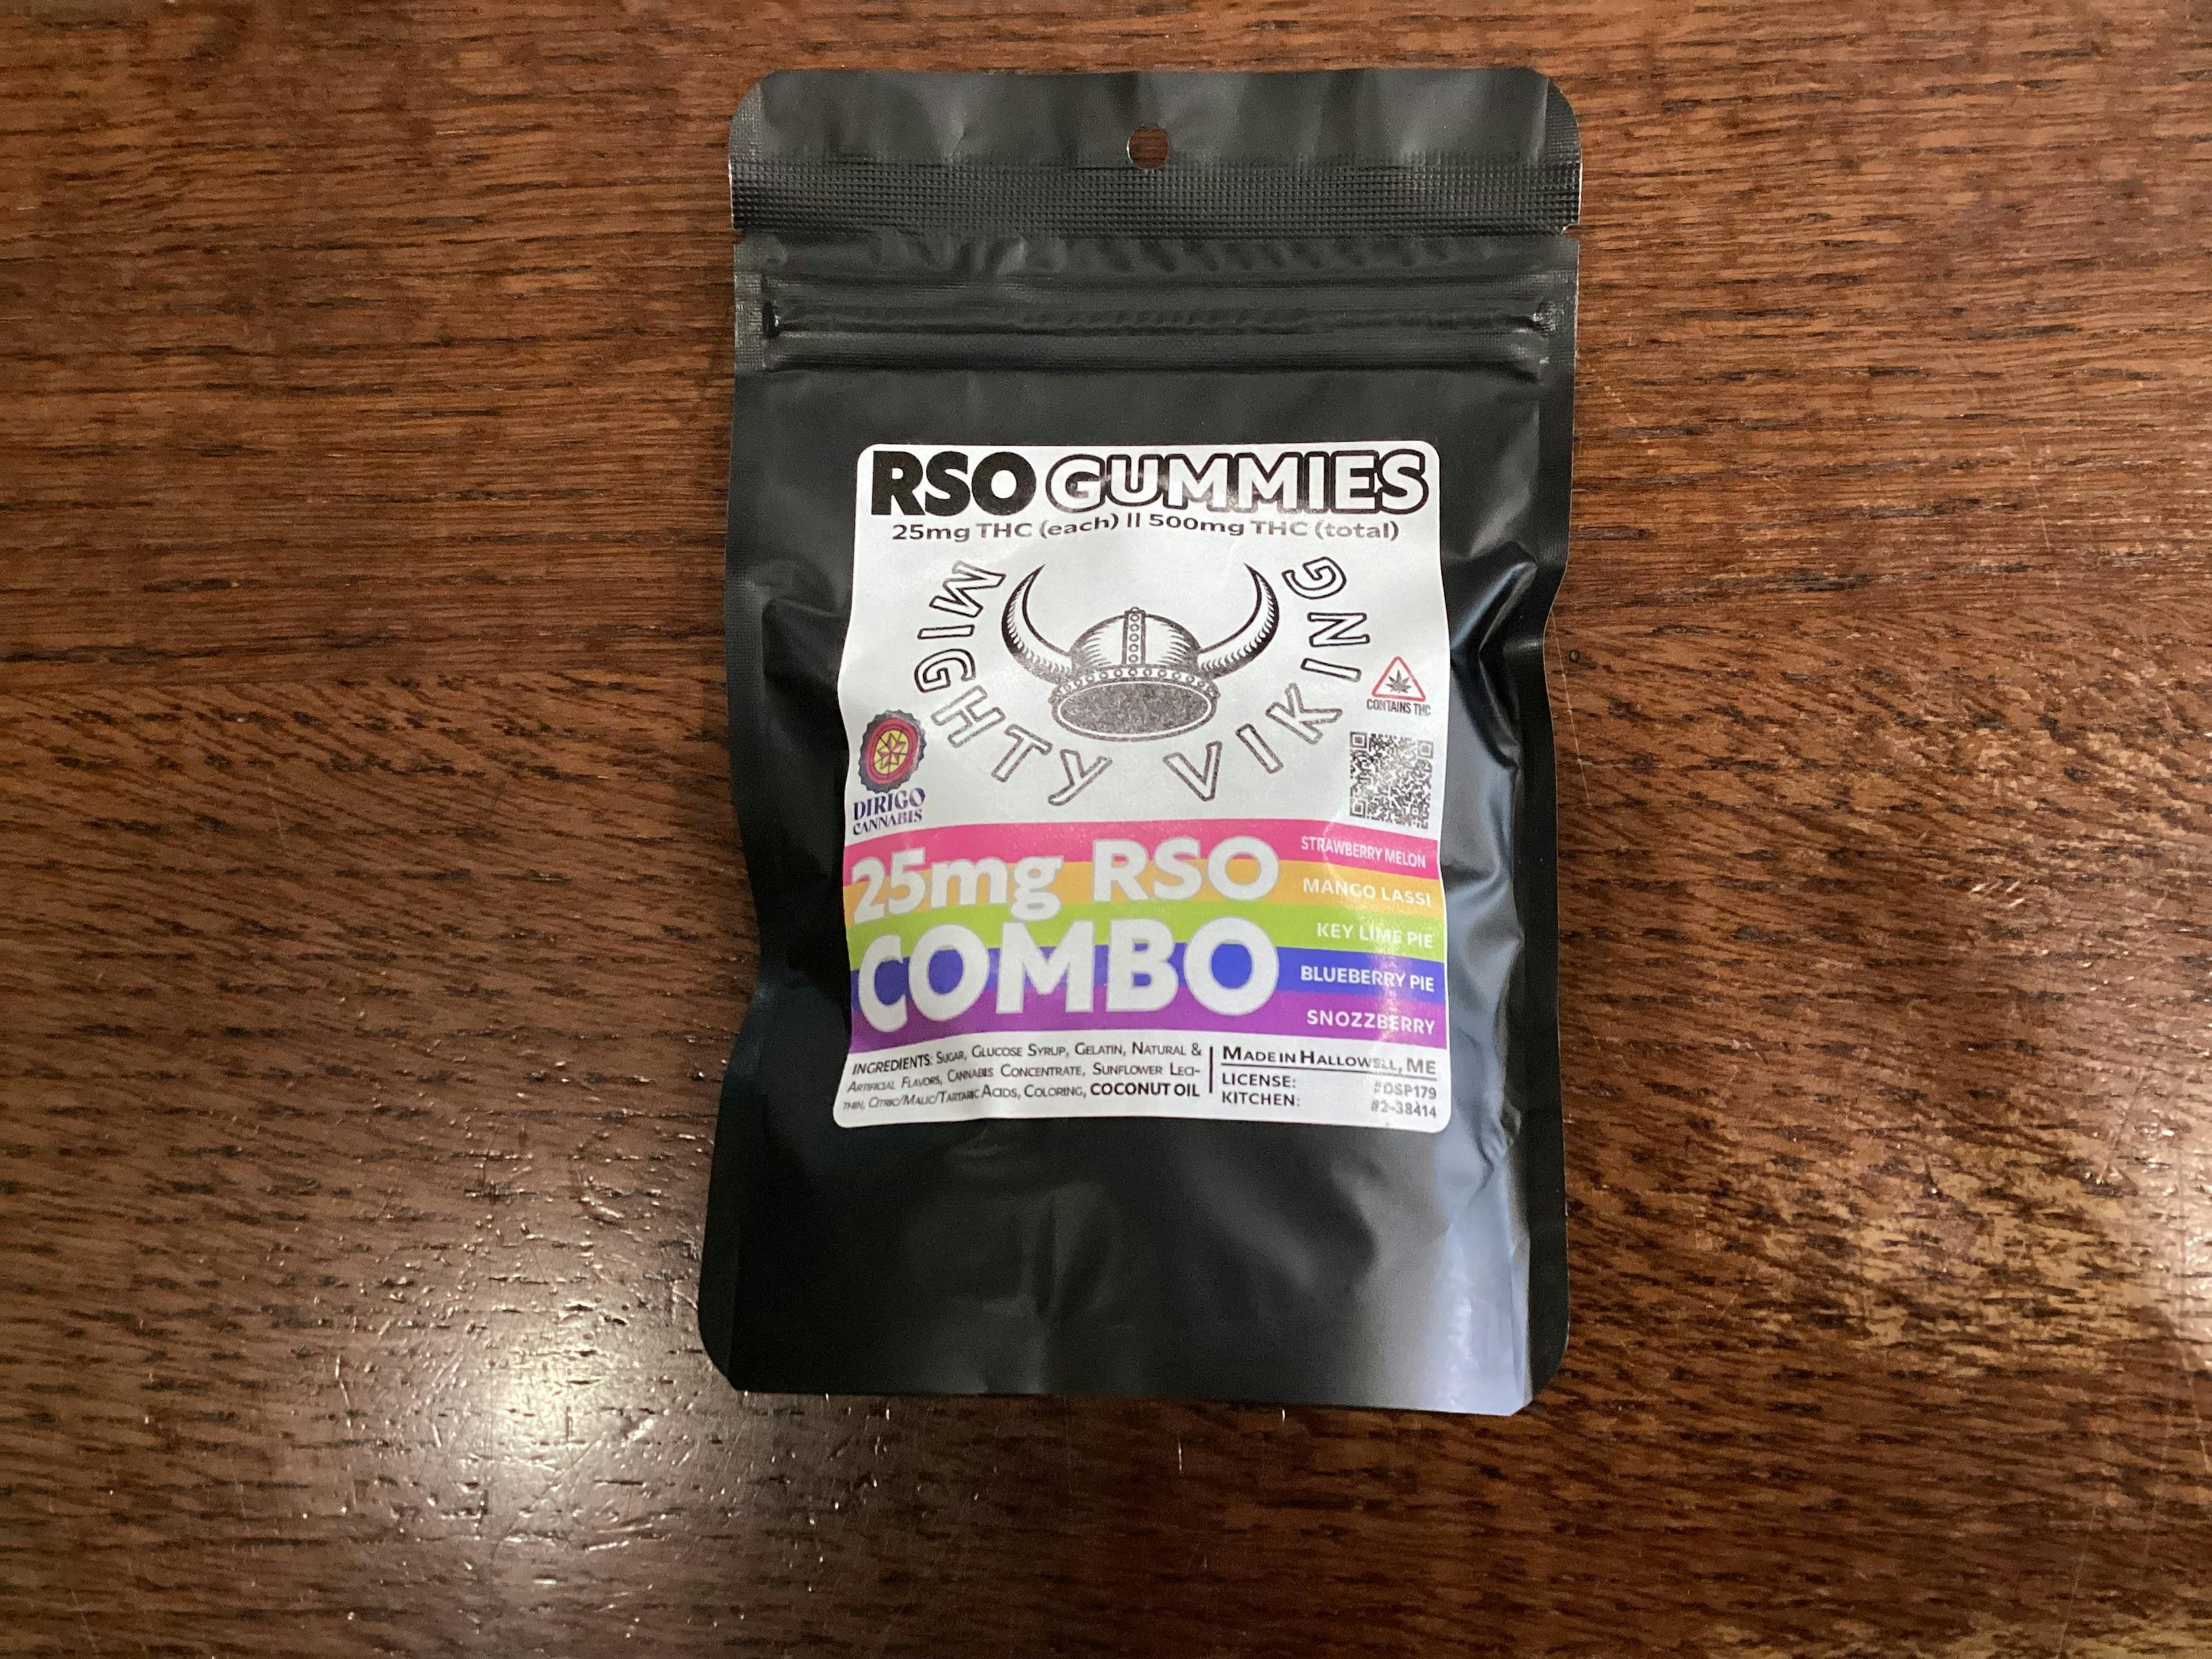 RSO GUMMIES
25mg THC (each) || 500mg THC (total)
MIGHTY VIKING
CONTAINS THC
DIRIGO
CANNABIS
25mg RSO
COMBO
STRAWBERRY MELON
MANGO LASSI
KEY LIME PIE
BLUEBERRY PIE
SNOZZBERRY
INGREDIENTS: SUGAR, GLUCOSE SYRUP, GELATIN, NATURAL &
ARTIFICIAL FLAVORS, CANNABIS CONCENTRATE, SUNFLOWER LECI-
THIN, CITRIC/MALIC/TARTARIC ACIDS, COLORING, COCONUT OIL
MADE IN HALLOWELL, ME
LICENSE: #DSP179
KITCHEN: #2-38414